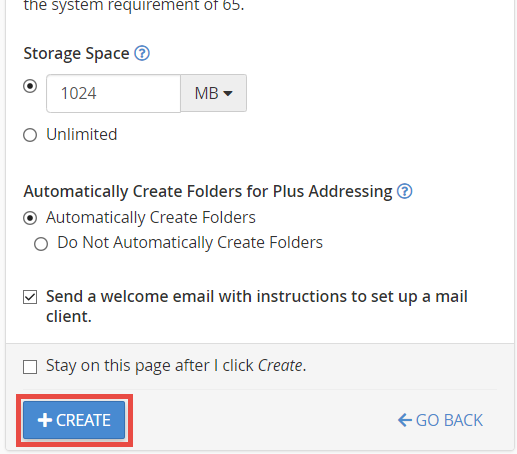 the system requirement of 65.
Storage Space
1024 MB
Unlimited
Automatically Create Folders for Plus Addressing
Automatically Create Folders
Do Not Automatically Create Folders
Send a welcome email with instructions to set up a mail
client.
Stay on this page after I click Create.
+ CREATE
← GO BACK